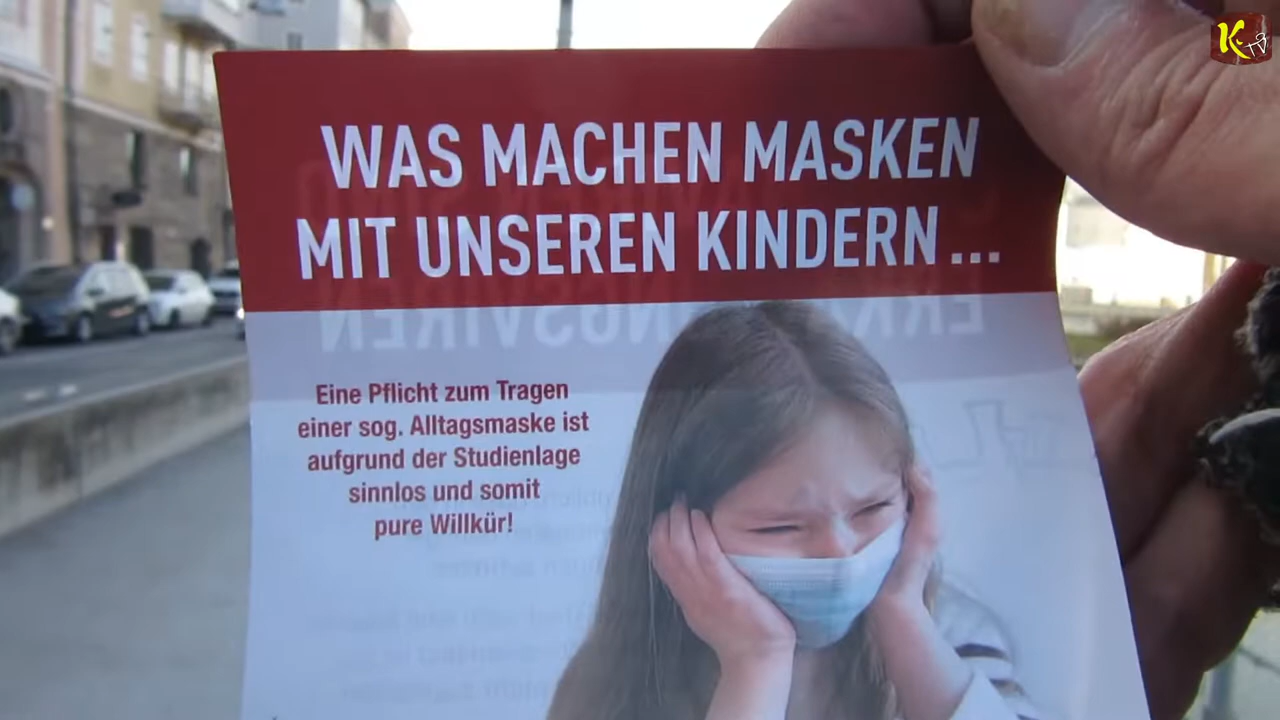 WAS MACHEN MASKEN
MIT UNSEREN KINDERN...
Eine Pflicht zum Tragen
einer sog. Alltagsmaske ist
aufgrund der Studienlage
sinnlos und somit
pure Willkür!
K TV